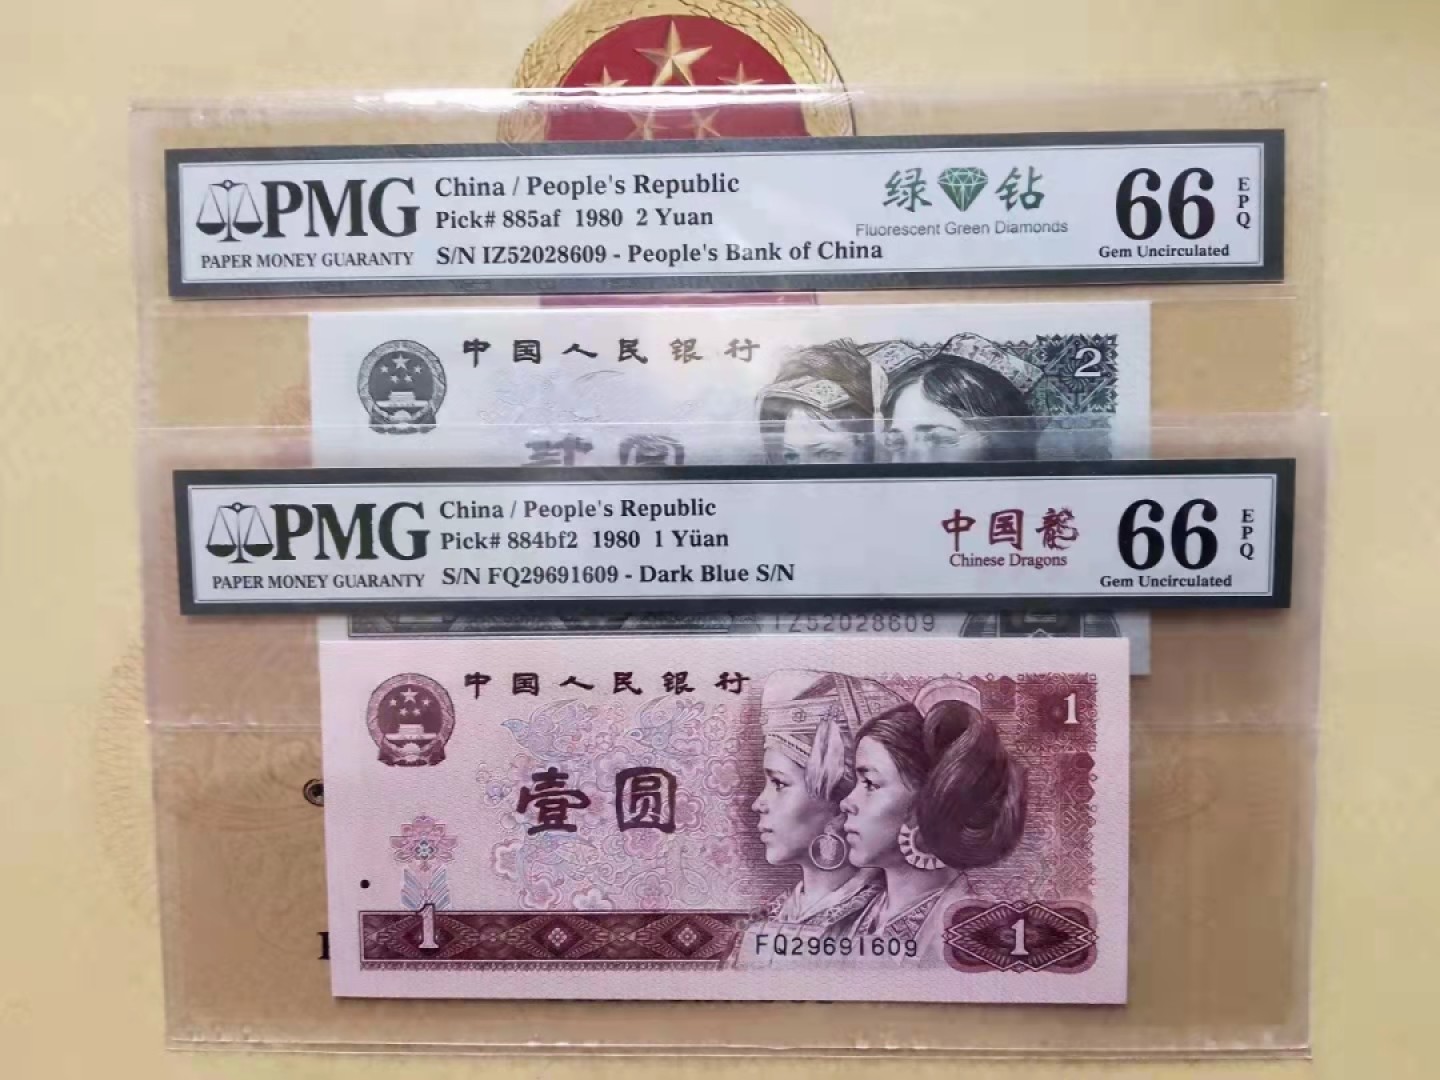 PMG
PAPER MONEY GUARANTY
China / People's Republic
Pick# 885af 1980 2 Yuan
S/N IZ52028609 - People's Bank of China
绿钻
Fluorescent Green Diamonds
66
Gem Uncirculated
EPQ
中国人民银行
2
贰圆
PMG
PAPER MONEY GUARANTY
China / People's Republic
Pick# 884bf2 1980 1 Yüan
S/N FQ29691609 - Dark Blue S/N
中国龍
Chinese Dragons
66
Gem Uncirculated
EPQ
IZ52028609
中国人民银行
1
壹圆
1
FQ29691609
1